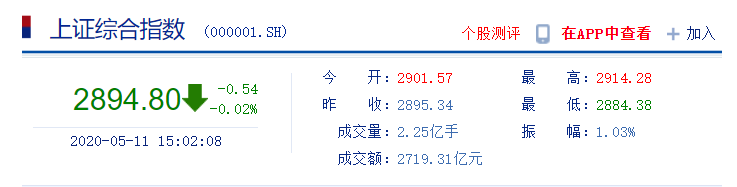 上证综合指数 (000001.SH) 个股测评 在APP中查看 加入
2894.80 -0.54
-0.02%
2020-05-11 15:02:08
今 开：2901.57 最 高：2914.28
昨 收：2895.34 最 低：2884.38
成交量：2.25亿手 振 幅：1.03%
成交额：2719.31亿元